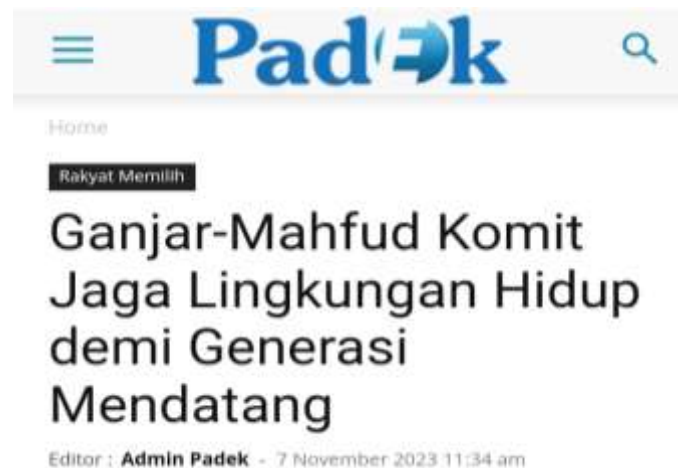 Padek
Home
Rakyat Memilih
Ganjar-Mahfud Komit
Jaga Lingkungan Hidup
demi Generasi
Mendatang
Editor : Admin Padek - 7 November 2023 11:34 am